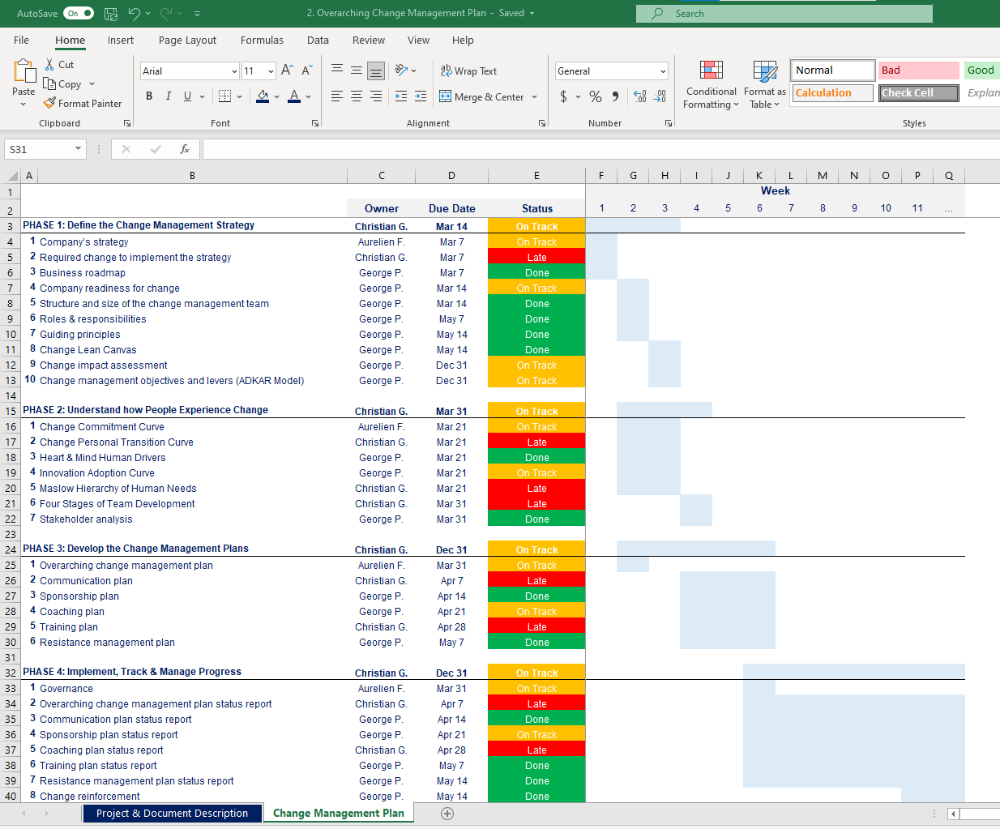 AutoSave On 2. Overarching Change Management Plan - Saved Search
File Home Insert Page Layout Formulas Data Review View Help
Paste Cut
Copy
Format Painter
Clipboard
Arial 11 A A
B I U A
Font
Wrap Text
Merge & Center
Alignment
General
$ % 9 .00 .00
Number
Conditional Formatting
Format as Table
Normal Bad Good
Calculation Check Cell Explan
Styles
S31 fx
A B C D E F G H I J K L M N O P Q
1 Week
2 Owner Due Date Status 1 2 3 4 5 6 7 8 9 10 11 ...
3 PHASE 1: Define the Change Management Strategy Christian G. Mar 14 On Track
4 1 Company's strategy Aurelien F. Mar 7 On Track
5 2 Required change to implement the strategy Christian G. Mar 7 Late
6 3 Business roadmap George P. Mar 7 Done
7 4 Company readiness for change George P. Mar 14 On Track
8 5 Structure and size of the change management team George P. Mar 14 Done
9 6 Roles & responsibilities George P. May 7 Done
10 7 Guiding principles George P. May 14 Done
11 8 Change Lean Canvas George P. May 14 Done
12 9 Change impact assessment George P. Dec 31 On Track
13 10 Change management objectives and levers (ADKAR Model) George P. Dec 31 On Track
14
15 PHASE 2: Understand how People Experience Change Christian G. Mar 31 On Track
16 1 Change Commitment Curve Aurelien F. Mar 21 On Track
17 2 Change Personal Transition Curve Christian G. Mar 21 Late
18 3 Heart & Mind Human Drivers George P. Mar 21 Done
19 4 Innovation Adoption Curve George P. Mar 21 On Track
20 5 Maslow Hierarchy of Human Needs Christian G. Mar 21 Late
21 6 Four Stages of Team Development Christian G. Mar 31 Late
22 7 Stakeholder analysis George P. Mar 31 Done
23
24 PHASE 3: Develop the Change Management Plans Christian G. Dec 31 On Track
25 1 Overarching change management plan Aurelien F. Mar 31 On Track
26 2 Communication plan Christian G. Apr 7 Late
27 3 Sponsorship plan George P. Apr 14 Done
28 4 Coaching plan George P. Apr 21 On Track
29 5 Training plan Christian G. Apr 28 Late
30 6 Resistance management plan George P. May 7 Done
31
32 PHASE 4: Implement, Track & Manage Progress Christian G. Dec 31 On Track
33 1 Governance Aurelien F. Mar 31 On Track
34 2 Overarching change management plan status report Christian G. Apr 7 Late
35 3 Communication plan status report George P. Apr 14 Done
36 4 Sponsorship plan status report George P. Apr 21 On Track
37 5 Coaching plan status report Christian G. Apr 28 Late
38 6 Training plan status report George P. May 7 Done
39 7 Resistance management plan status report George P. May 14 Done
40 8 Change reinforcement George P. May 14 Done
Project & Document Description Change Management Plan